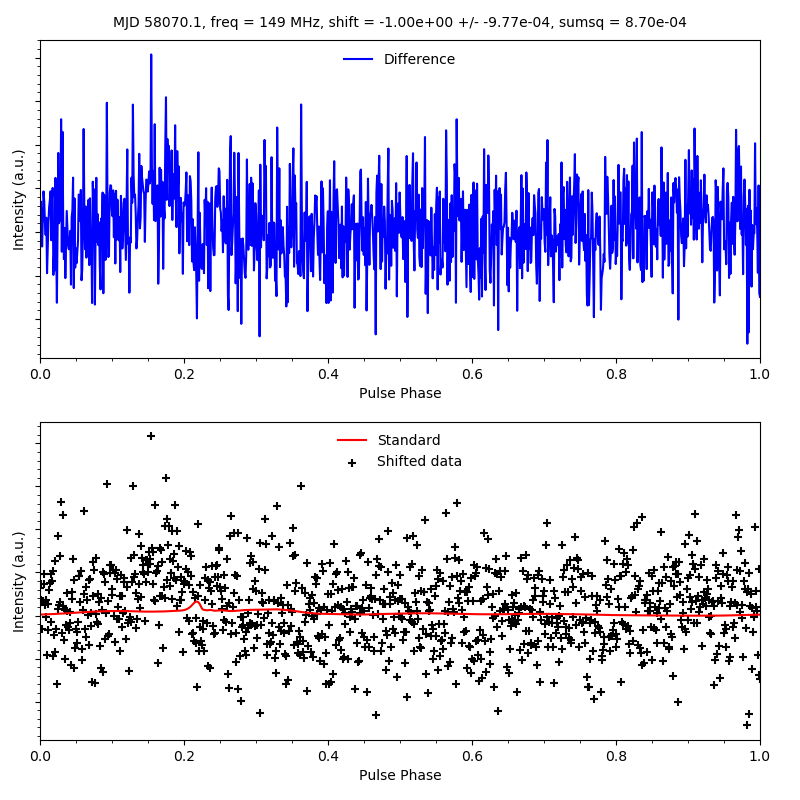 MJD 58070.1, freq = 149 MHz, shift = -1.00e+00 +/- -9.77e-04, sumsq = 8.70e-04
Difference
Intensity (a.u.)
0.0 0.2 0.4 0.6 0.8 1.0
Pulse Phase
Standard
Shifted data
Intensity (a.u.)
0.0 0.2 0.4 0.6 0.8 1.0
Pulse Phase